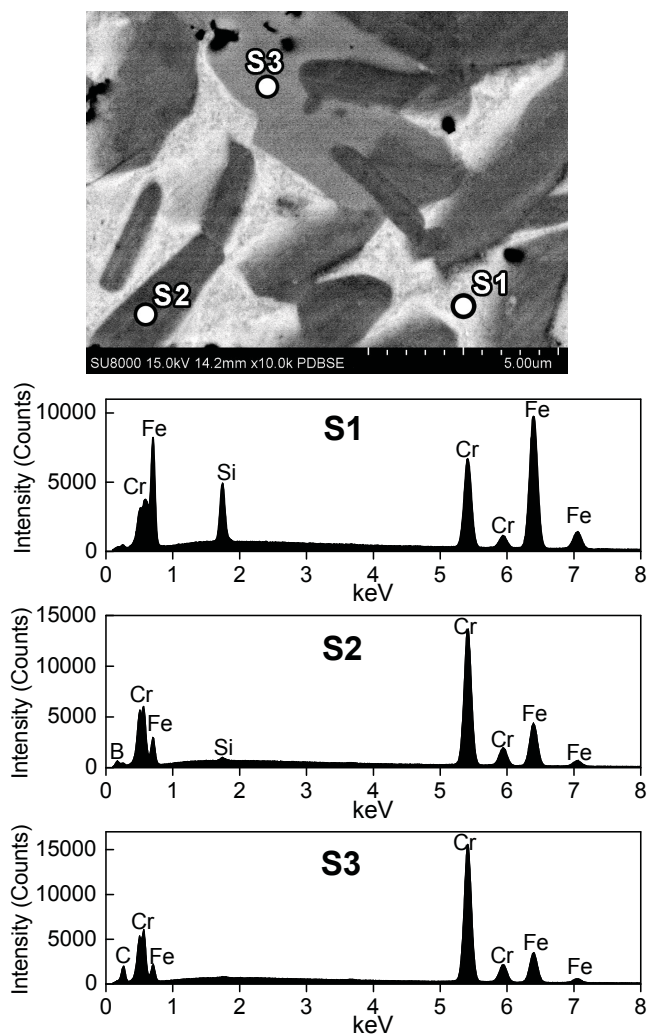 S3
S2
S1
SU8000 15.0kV 14.2mm x10.0k PDBSE 5.00um
S1
Intensity (Counts)
10000
5000
0
Cr
Fe
Si
Cr
Cr
Fe
Fe
0 1 2 3 4 5 6 7 8
keV
S2
Intensity (Counts)
15000
10000
5000
0
B
Cr
Fe
Si
Cr
Cr
Fe
Fe
0 1 2 3 4 5 6 7 8
keV
S3
Intensity (Counts)
15000
10000
5000
0
C
Cr
Fe
Cr
Cr
Fe
Fe
0 1 2 3 4 5 6 7 8
keV